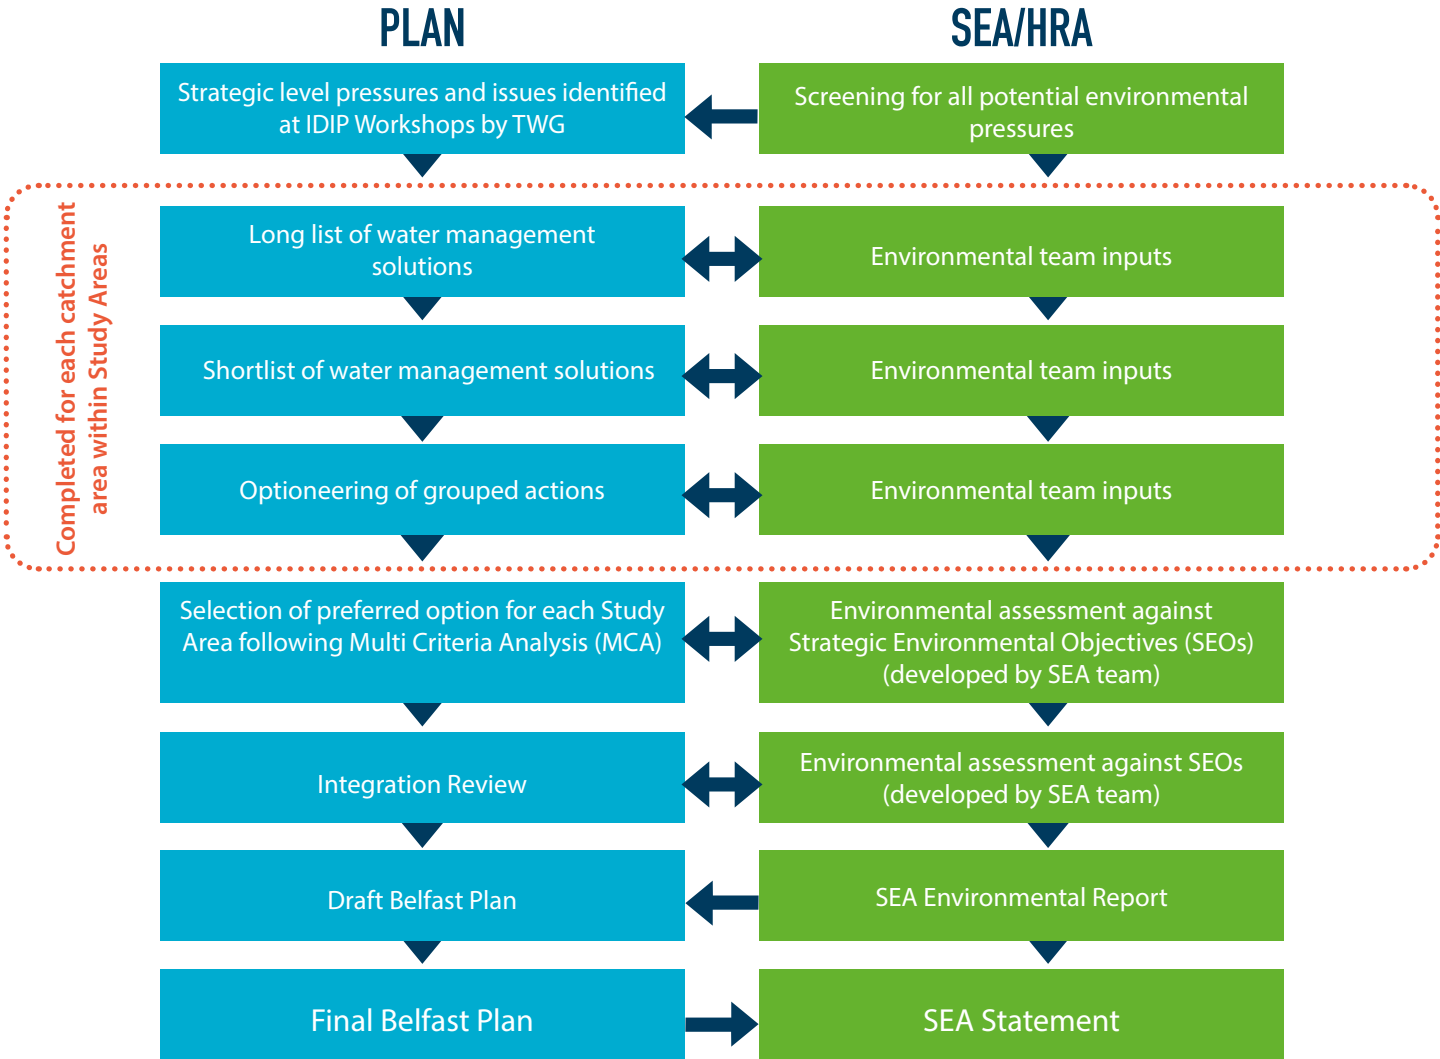 PLAN
SEA/HRA
Strategic level pressures and issues identified
at IDIP Workshops by TWG
Screening for all potential environmental
pressures
Completed for each catchment
area within Study Areas
Long list of water management
solutions
Environmental team inputs
Shortlist of water management solutions
Environmental team inputs
Optioneering of grouped actions
Environmental team inputs
Selection of preferred option for each Study
Area following Multi Criteria Analysis (MCA)
Environmental assessment against
Strategic Environmental Objectives (SEOs)
(developed by SEA team)
Integration Review
Environmental assessment against SEOs
(developed by SEA team)
Draft Belfast Plan
SEA Environmental Report
Final Belfast Plan
SEA Statement